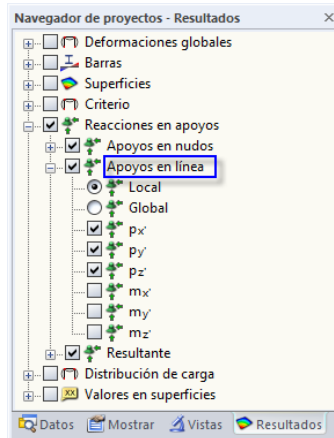 Navegador de proyectos - Resultados
Deformaciones globales
Barras
Superficies
Criterio
Reacciones en apoyos
Apoyos en nudos
Apoyos en línea
Local
Global
px'
py'
pz'
mx'
my'
mz'
Resultante
Distribución de carga
Valores en superficies
Datos Mostrar Vistas Resultados